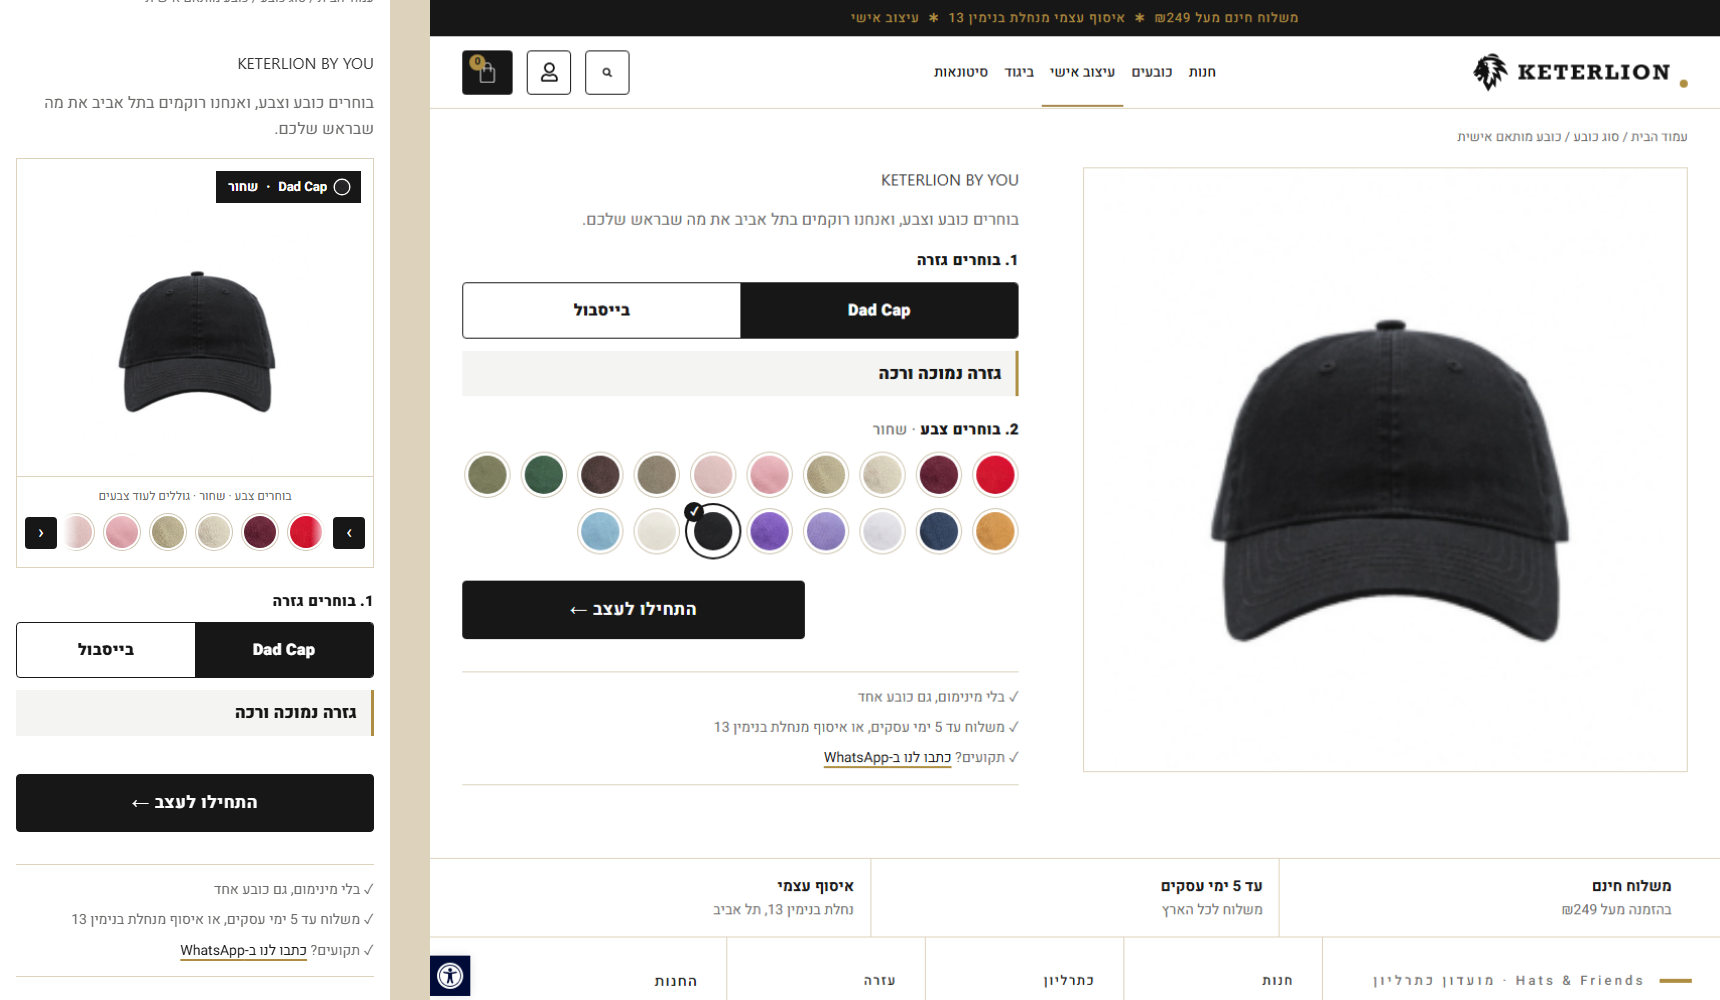 KETERLION BY YOU
בוחרים כובע וצבע, ואנחנו רוקמים בתל אביב את מה
שבראש שלכם.
Dad Cap · שחור
בוחרים צבע · שחור · גוללים לעוד צבעים
1. בוחרים גזרה
Dad Cap
בייסבול
גזרה נמוכה ורכה
התחילו לעצב ←
✓ בלי מינימום, גם כובע אחד
✓ משלוח עד 5 ימי עסקים, או איסוף מנחלת בנימין 13
✓ תקועים? כתבו לנו ב-WhatsApp
משלוח חינם מעל 249₪ ✱ איסוף עצמי מנחלת בנימין 13 ✱ עיצוב אישי
KETERLION
חנות
כובעים
עיצוב אישי
ביגוד
סיטונאות
0
עמוד הבית / סוג כובע / כובע מותאם אישית
KETERLION BY YOU
בוחרים כובע וצבע, ואנחנו רוקמים בתל אביב את מה שבראש שלכם.
1. בוחרים גזרה
Dad Cap
בייסבול
גזרה נמוכה ורכה
2. בוחרים צבע · שחור
התחילו לעצב ←
✓ בלי מינימום, גם כובע אחד
✓ משלוח עד 5 ימי עסקים, או איסוף מנחלת בנימין 13
✓ תקועים? כתבו לנו ב-WhatsApp
משלוח חינם
בהזמנה מעל 249₪
עד 5 ימי עסקים
משלוח לכל הארץ
איסוף עצמי
נחלת בנימין 13, תל אביב
Hats & Friends · מועדון כתרליון
חנות
כתרליון
עזרה
החנות